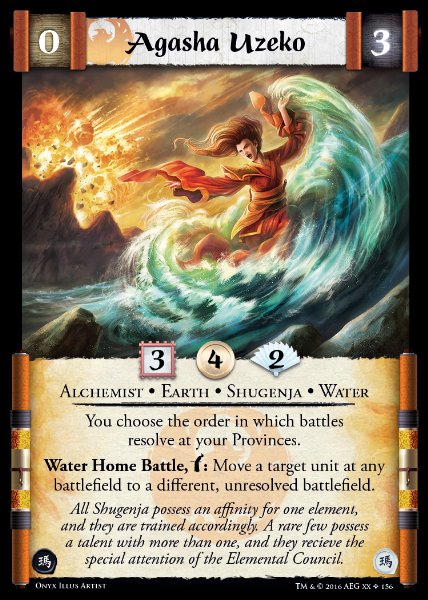 0 Agasha Uzeko 3
3 4 2
Alchemist • Earth • Shugenja • Water
You choose the order in which battles
resolve at your Provinces.
Water Home Battle, : Move a target unit at any
battlefield to a different, unresolved battlefield.
All Shugenja possess an affinity for one element,
and they are trained accordingly. A rare few possess
a talent with more than one, and they recieve the
special attention of the Elemental Council.
瑪 瑪
Onyx Illus Artist TM & © 2016 AEG XX ❖ 156